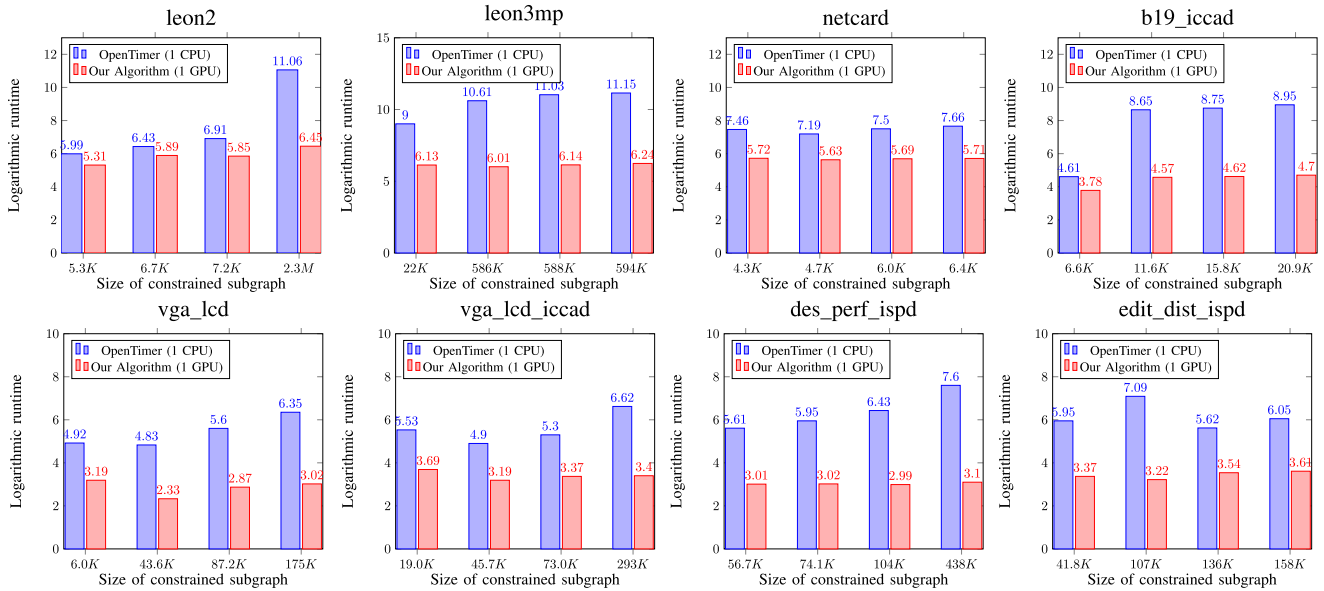 leon2
Logarithmic runtime
12
10
8
6
4
2
0
OpenTimer (1 CPU)
Our Algorithm (1 GPU)
5.99
6.43
6.91
11.06
5.31
5.89
5.85
6.45
5.3K
6.7K
7.2K
2.3M
Size of constrained subgraph
leon3mp
Logarithmic runtime
15
10
5
0
OpenTimer (1 CPU)
Our Algorithm (1 GPU)
9
10.61
11.03
11.15
6.13
6.01
6.14
6.24
22K
586K
588K
594K
Size of constrained subgraph
netcard
Logarithmic runtime
12
10
8
6
4
2
0
OpenTimer (1 CPU)
Our Algorithm (1 GPU)
7.46
7.19
7.5
7.66
5.72
5.63
5.69
5.71
4.3K
4.7K
6.0K
6.4K
Size of constrained subgraph
b19_iccad
Logarithmic runtime
12
10
8
6
4
2
0
OpenTimer (1 CPU)
Our Algorithm (1 GPU)
4.61
8.65
8.75
8.95
3.78
4.57
4.62
4.7
6.6K
11.6K
15.8K
20.9K
Size of constrained subgraph
vga_lcd
Logarithmic runtime
10
8
6
4
2
0
OpenTimer (1 CPU)
Our Algorithm (1 GPU)
4.92
4.83
5.6
6.35
3.19
2.33
2.87
3.02
6.0K
43.6K
87.2K
175K
Size of constrained subgraph
vga_lcd_iccad
Logarithmic runtime
10
8
6
4
2
0
OpenTimer (1 CPU)
Our Algorithm (1 GPU)
5.53
4.9
5.3
6.62
3.69
3.19
3.37
3.4
19.0K
45.7K
73.0K
293K
Size of constrained subgraph
des_perf_ispd
Logarithmic runtime
10
8
6
4
2
0
OpenTimer (1 CPU)
Our Algorithm (1 GPU)
5.61
5.95
6.43
7.6
3.01
3.02
2.99
3.1
56.7K
74.1K
104K
438K
Size of constrained subgraph
edit_dist_ispd
Logarithmic runtime
10
8
6
4
2
0
OpenTimer (1 CPU)
Our Algorithm (1 GPU)
5.95
7.09
5.62
6.05
3.37
3.22
3.54
3.61
41.8K
107K
136K
158K
Size of constrained subgraph